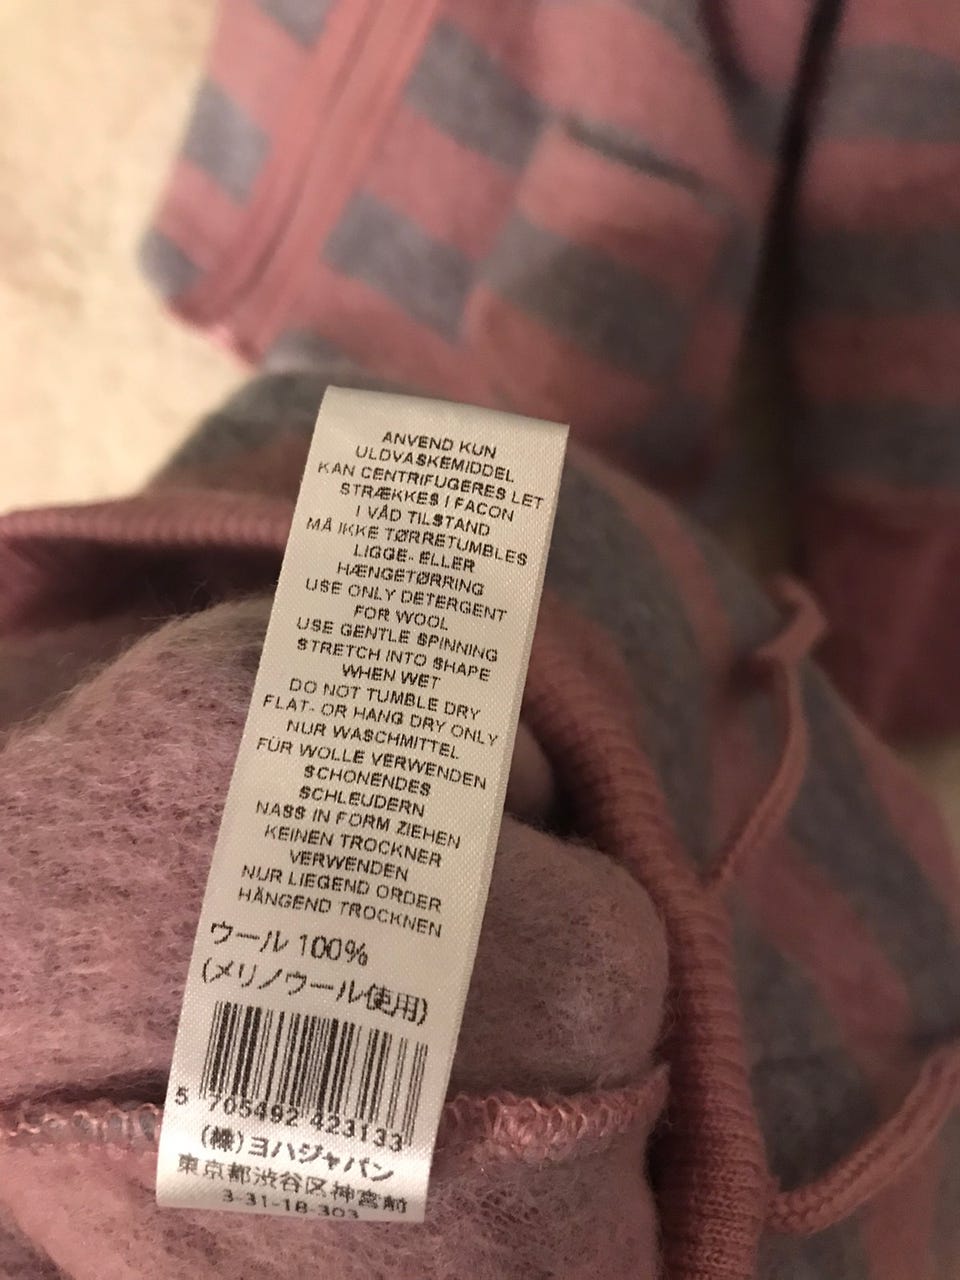 ANVEND KUN
ULDVASKEMIDDEL
KAN CENTRIFUGERES LET
STRÆKKES I FACON
I VÅD TILSTAND
MÅ IKKE TØRRETUMBLES
LIGGE- ELLER
HÆNGETØRRING
USE ONLY DETERGENT
FOR WOOL
USE GENTLE SPINNING
STRETCH INTO SHAPE
WHEN WET
DO NOT TUMBLE DRY
FLAT- OR HANG DRY ONLY
NUR WASCHMITTEL
FÜR WOLLE VERWENDEN
SCHONENDES
SCHLEUDERN
NASS IN FORM ZIEHEN
KEINEN TROCKNER
VERWENDEN
NUR LIEGEND ORDER
HÄNGEND TROCKNEN
ウール 100%
(メリノウール使用)
5 705492 423133
(株)ヨハジャパン
東京都渋谷区神宮前
3-31-18-303